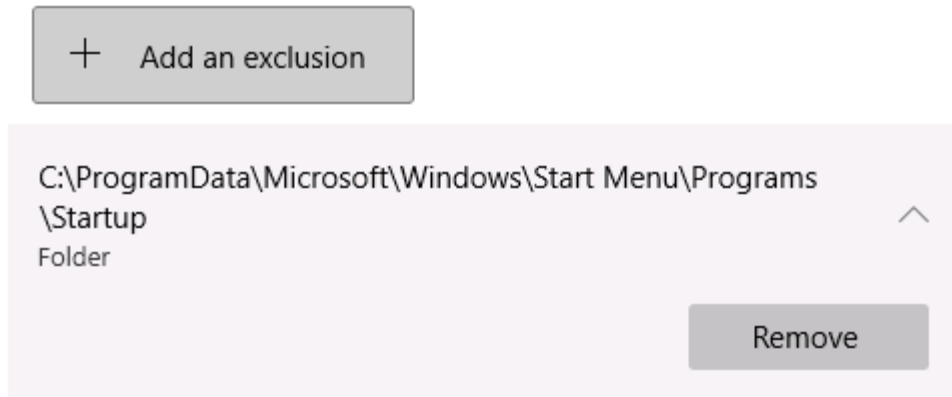 + Add an exclusion
C:\ProgramData\Microsoft\Windows\Start Menu\Programs
\Startup
Folder
Remove